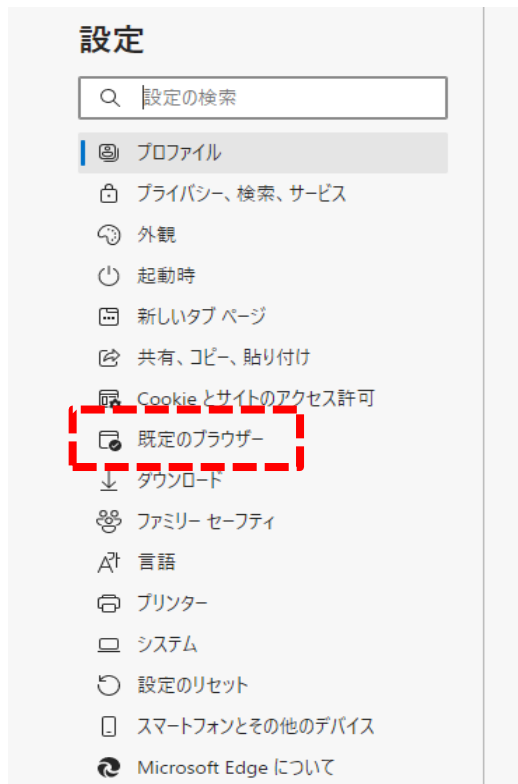 設定
設定の検索
プロファイル
プライバシー、検索、サービス
外観
起動時
新しいタブ ページ
共有、コピー、貼り付け
Cookie とサイトのアクセス許可
既定のブラウザー
ダウンロード
ファミリー セーフティ
言語
プリンター
システム
設定のリセット
スマートフォンとその他のデバイス
Microsoft Edge について